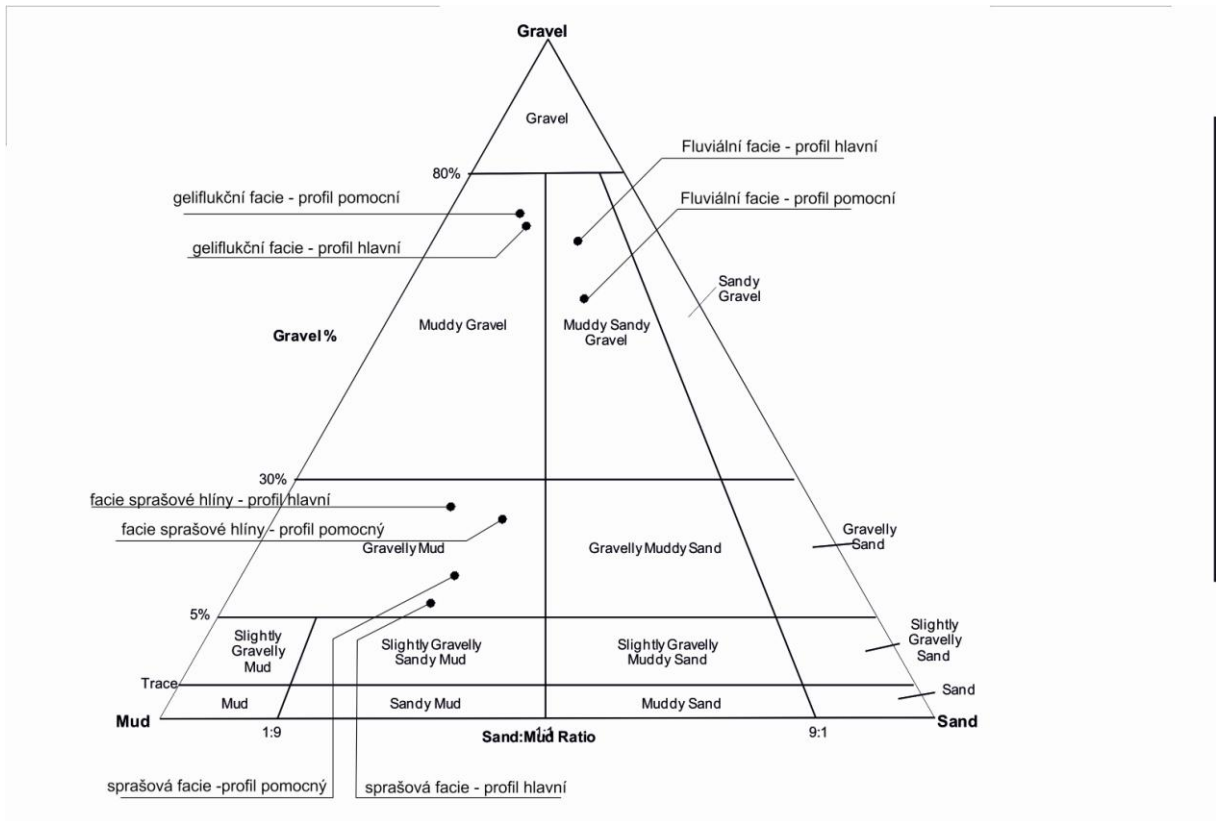 Gravel
Gravel
Fluviální facie - profil hlavní
80%
geliflukční facie - profil pomocní
Fluviální facie - profil pomocní
geliflukční facie - profil hlavní
Sandy
Gravel
Muddy Gravel
Muddy Sandy
Gravel
Gravel %
30%
facie sprašové hlíny - profil hlavní
facie sprašové hlíny - profil pomocný
Gravelly Mud
Gravelly Muddy Sand
Gravelly
Sand
5%
Slightly
Gravelly
Mud
Slightly Gravelly
Sandy Mud
Slightly Gravelly
Muddy Sand
Slightly
Gravelly
Sand
Trace
Mud
Sandy Mud
Muddy Sand
Sand
Mud
Sand
1:9
1:1
Sand:Mud Ratio
9:1
sprašová facie -profil pomocný
sprašová facie - profil hlavní